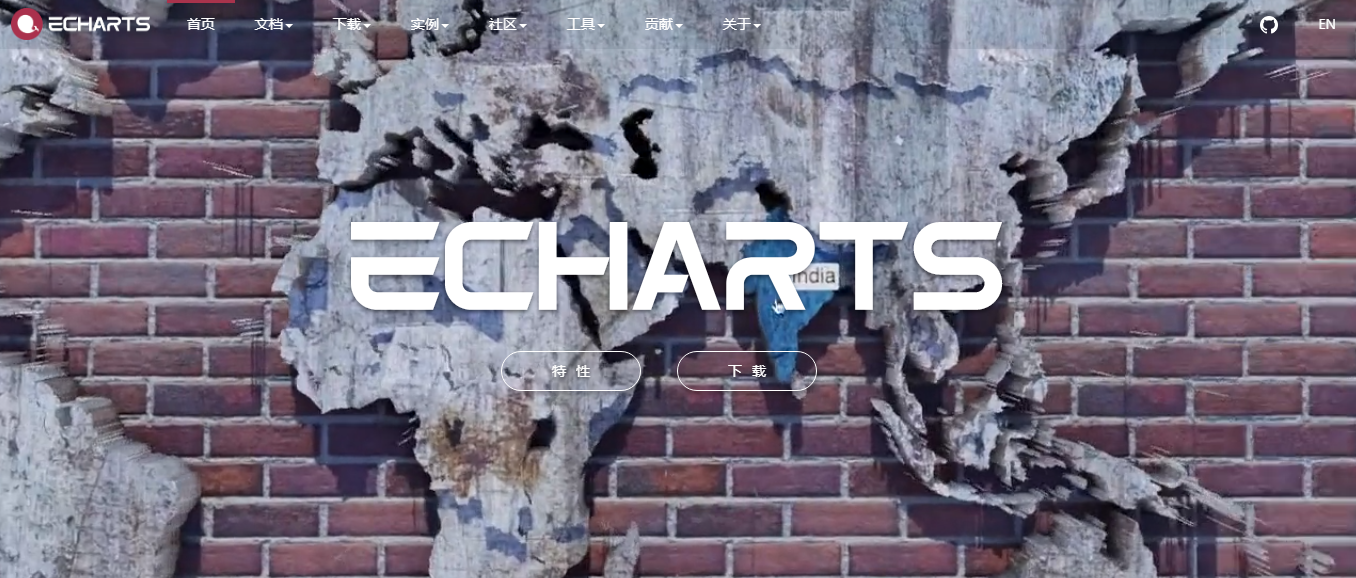 ECHARTS 首页 文档 下载 实例 社区 工具 贡献 关于 EN
ECHARTS
India
特 性 下 载